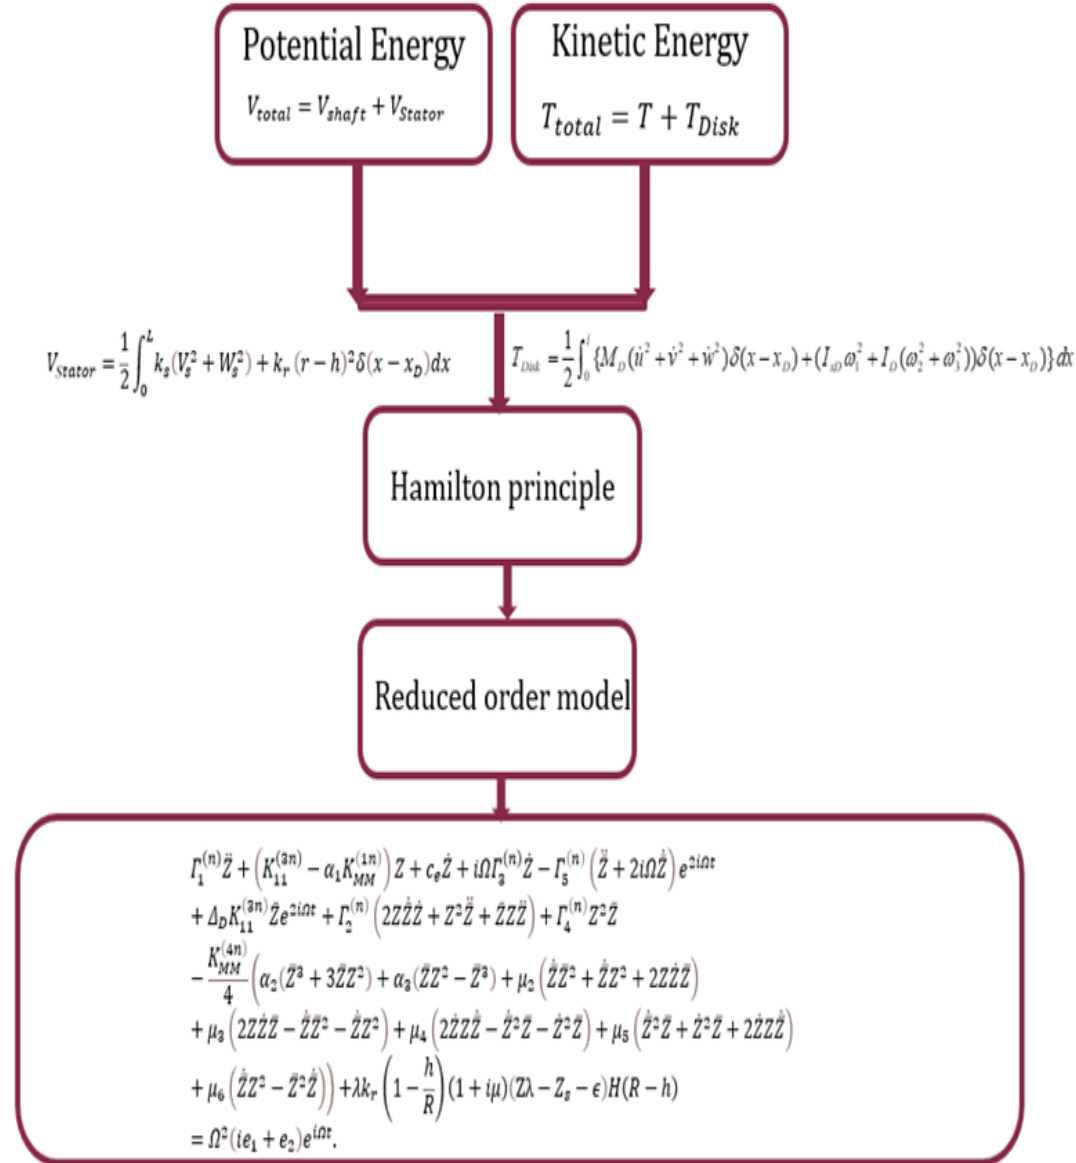 Potential Energy
V_total = V_shaft + V_Stator
Kinetic Energy
T_total = T + T_Disk
V_Stator = 1/2 ∫_0^L k_s(V_s^2 + W_s^2) + k_r (r − h)^2 δ(x − x_D)dx
T_Disk = 1/2 ∫_0^l {M_D(u̇^2 + v̇^2 + ẇ^2)δ(x−x_D)+(I_xD ω_1^2 + I_D(ω_2^2 + ω_3^2))δ(x−x_D)}dx
Hamilton principle
Reduced order model
Γ_1^(n) Z̈ + (K_11^(3n) − α_1 K_MM^(1n)) Z + c_e Ż + iΩΓ_3^(n) Ż − Γ_5^(n) (Z̄̈ + 2iΩZ̄̇) e^{2iΩt}
+ Δ_D K_11^(3n) Z̄e^{2iΩt} + Γ_2^(n) (2ZZ̄̇Ż + Z^2 Z̄̈ + Z̄ZZ̈) + Γ_4^(n) Z^2 Z̄
− K_MM^(4n)/4 (α_2(Z̄^3 + 3Z̄Z^2) + α_3(Z̄Z^2 − Z̄^3) + μ_2 (Z̄̇Z̄^2 + Z̄̇Z^2 + 2ZŻZ̄)
+ μ_3 (2ZŻZ̄ − Z̄̇Z̄^2 − Z̄̇Z^2) + μ_4 (2ŻZZ̄̇ − Z̄̇^2 Z̄ − Ż^2 Z̄) + μ_5 (Z̄̇^2 Z̄ + Ż^2 Z̄ + 2ŻZZ̄̇)
+ μ_6 (Z̄̇Z^2 − Z̄^2 Z̄̇)) +λk_r (1 − h/R) (1 + iμ)(Zλ − Z_s − ϵ)H(R − h)
= Ω^2(ie_1 + e_2)e^{iΩt}.